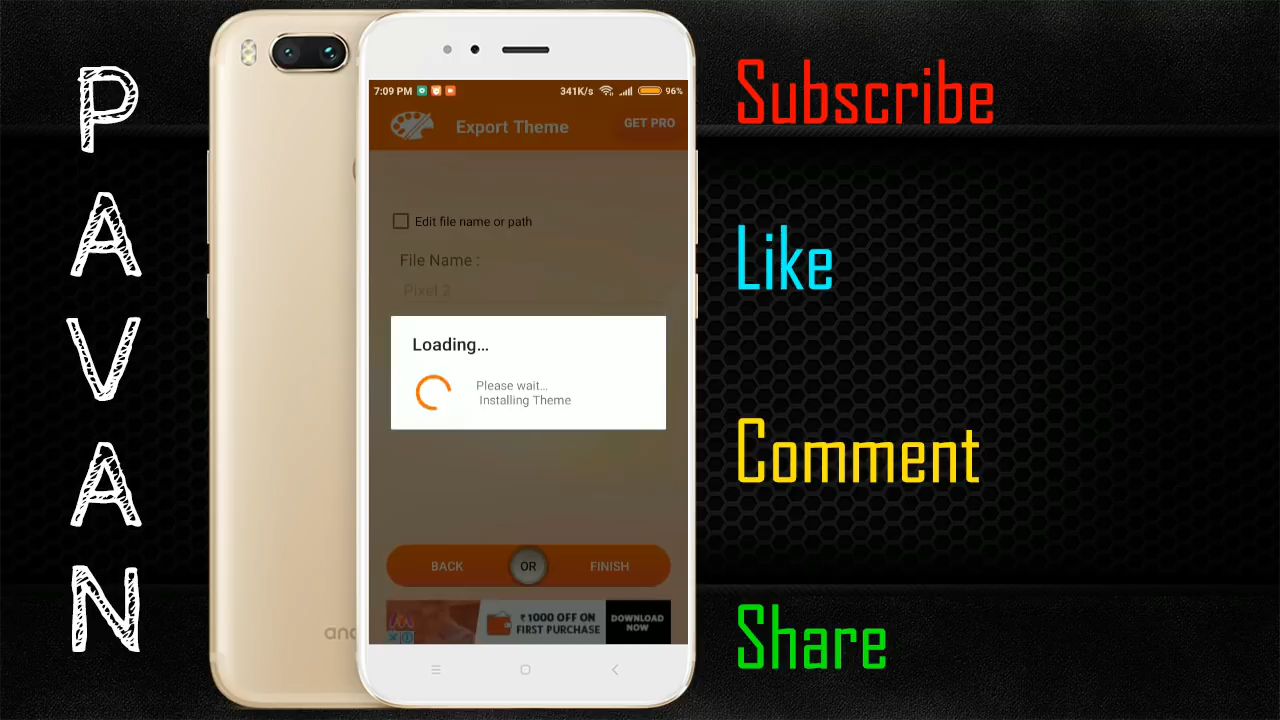 PAVAN
7:09 PM
341K/s
96%
Export Theme
GET PRO
Edit file name or path
File Name :
Pixel 2
Loading...
Please wait...
Installing Theme
BACK
OR
FINISH
₹1000 OFF ON
FIRST PURCHASE
DOWNLOAD
NOW
Subscribe
Like
Comment
Share